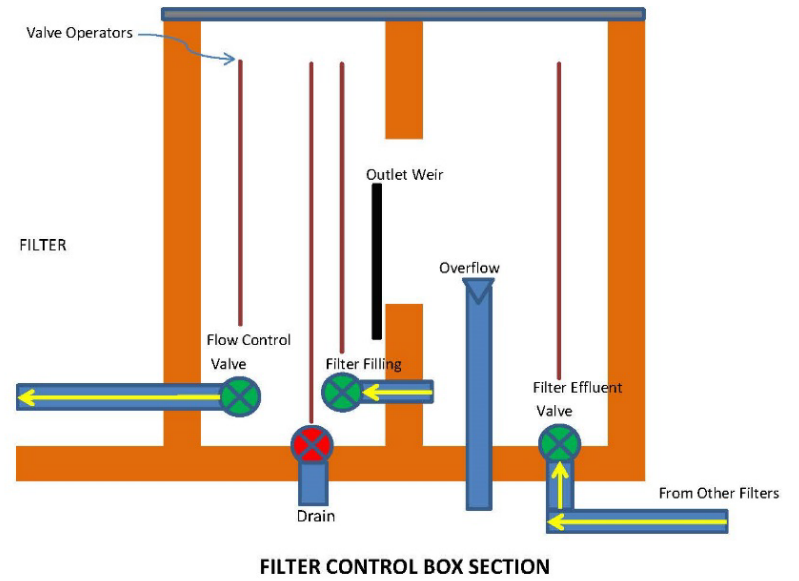 Valve Operators
Outlet Weir
FILTER
Overflow
Flow Control
Valve
Filter Filling
Filter Effluent
Valve
From Other Filters
Drain
FILTER CONTROL BOX SECTION